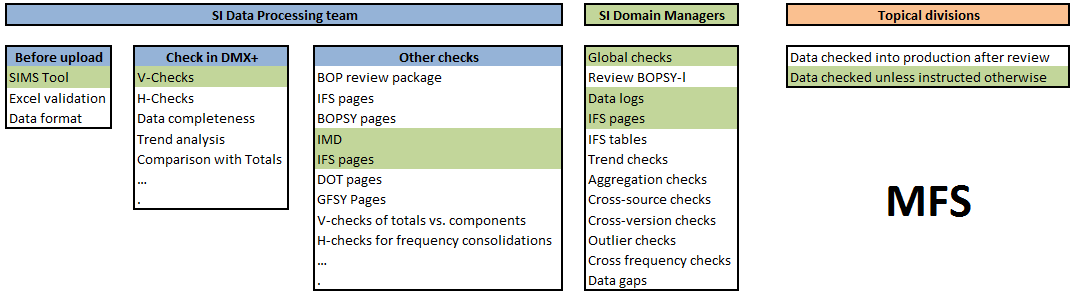 SI Data Processing team
SI Domain Managers
Topical divisions
Before upload
SIMS Tool
Excel validation
Data format
Check in DMX+
V-Checks
H-Checks
Data completeness
Trend analysis
Comparison with Totals
...
.
Other checks
BOP review package
IFS pages
BOPSY pages
IMD
IFS pages
DOT pages
GFSY Pages
V-checks of totals vs. components
H-checks for frequency consolidations
...
.
Global checks
Review BOPSY-l
Data logs
IFS pages
IFS tables
Trend checks
Aggregation checks
Cross-source checks
Cross-version checks
Outlier checks
Cross frequency checks
Data gaps
Data checked into production after review
Data checked unless instructed otherwise
MFS